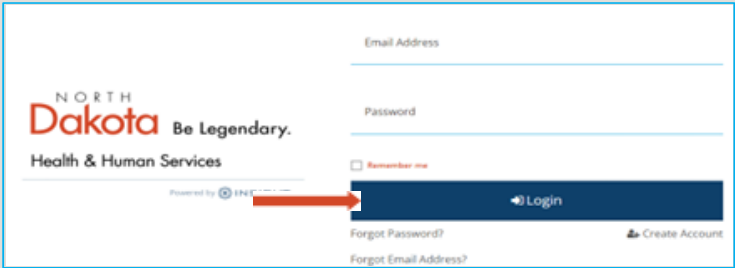 NORTH
Dakota Be Legendary.
Health & Human Services
Powered by
Email Address
Password
Remember me
Login
Forgot Password?
Create Account
Forgot Email Address?